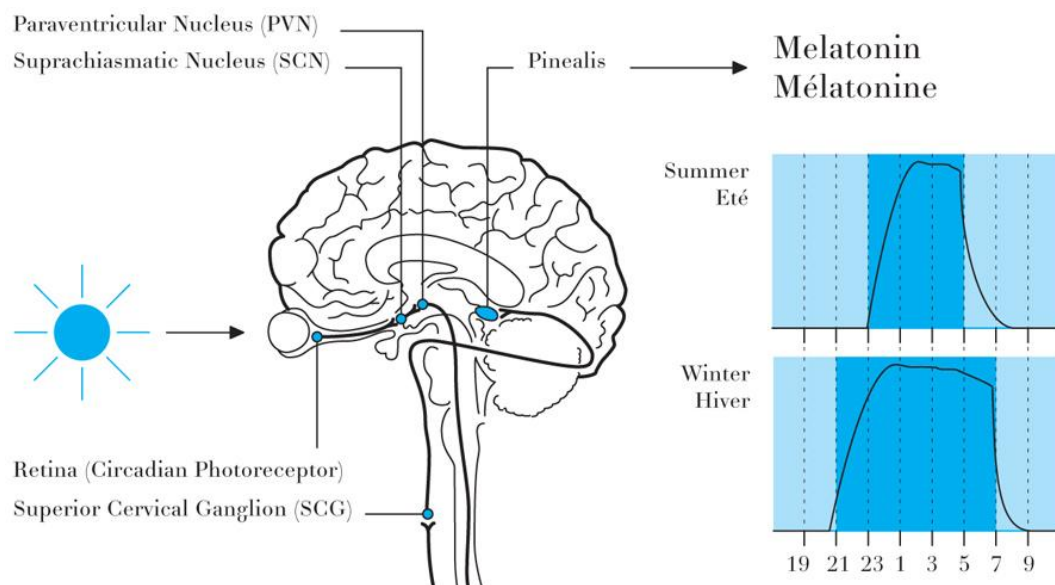 Paraventricular Nucleus (PVN)
Suprachiasmatic Nucleus (SCN)
Pinealis
Melatonin
Mélatonine
Summer
Eté
Winter
Hiver
Retina (Circadian Photoreceptor)
Superior Cervical Ganglion (SCG)
19 21 23 1 3 5 7 9